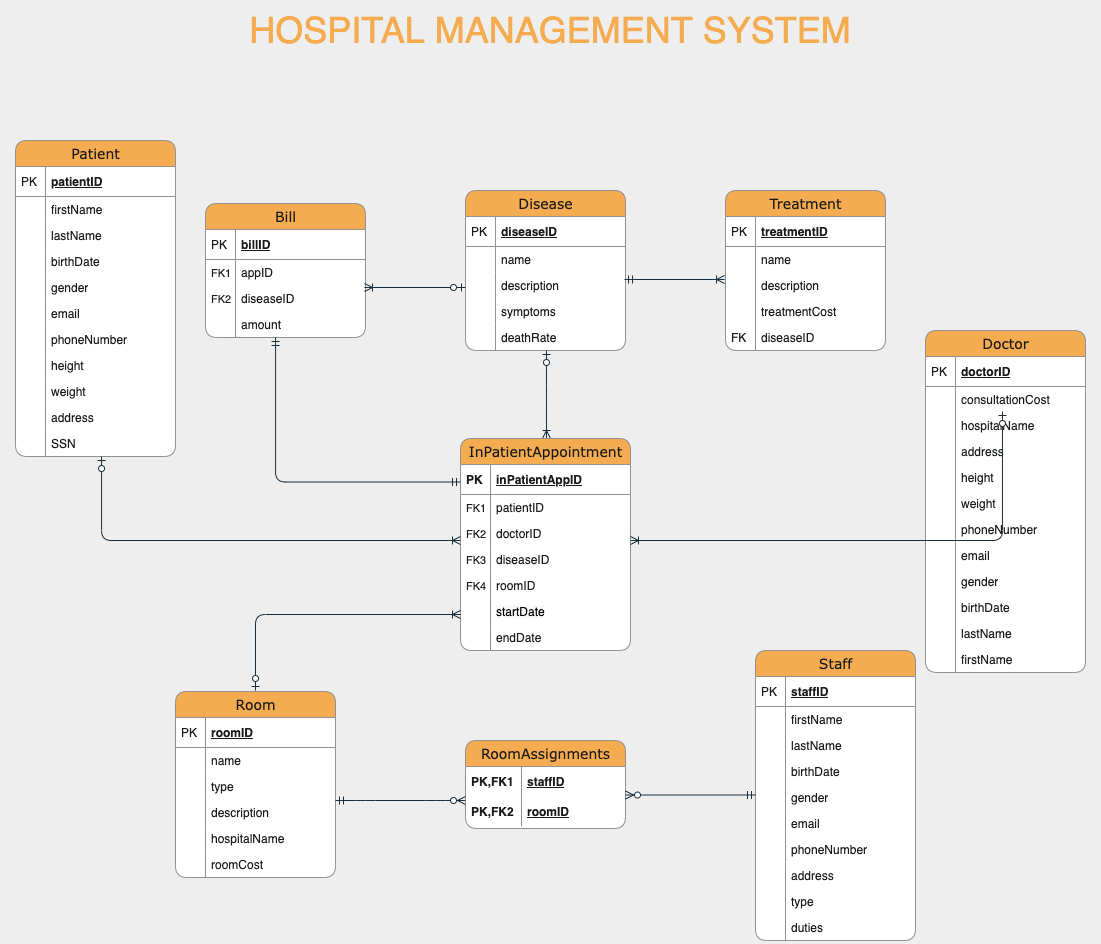 HOSPITAL MANAGEMENT SYSTEM
Patient
PK patientID
firstName
lastName
birthDate
gender
email
phoneNumber
height
weight
address
SSN
Bill
PK billID
FK1 appID
FK2 diseaseID
amount
Disease
PK diseaseID
name
description
symptoms
deathRate
Treatment
PK treatmentID
name
description
treatmentCost
FK diseaseID
Doctor
PK doctorID
consultationCost
hospitalName
address
height
weight
phoneNumber
email
gender
birthDate
lastName
firstName
InPatientAppointment
PK inPatientAppID
FK1 patientID
FK2 doctorID
FK3 diseaseID
FK4 roomID
startDate
endDate
Room
PK roomID
name
type
description
hospitalName
roomCost
RoomAssignments
PK,FK1 staffID
PK,FK2 roomID
Staff
PK staffID
firstName
lastName
birthDate
gender
email
phoneNumber
address
type
duties